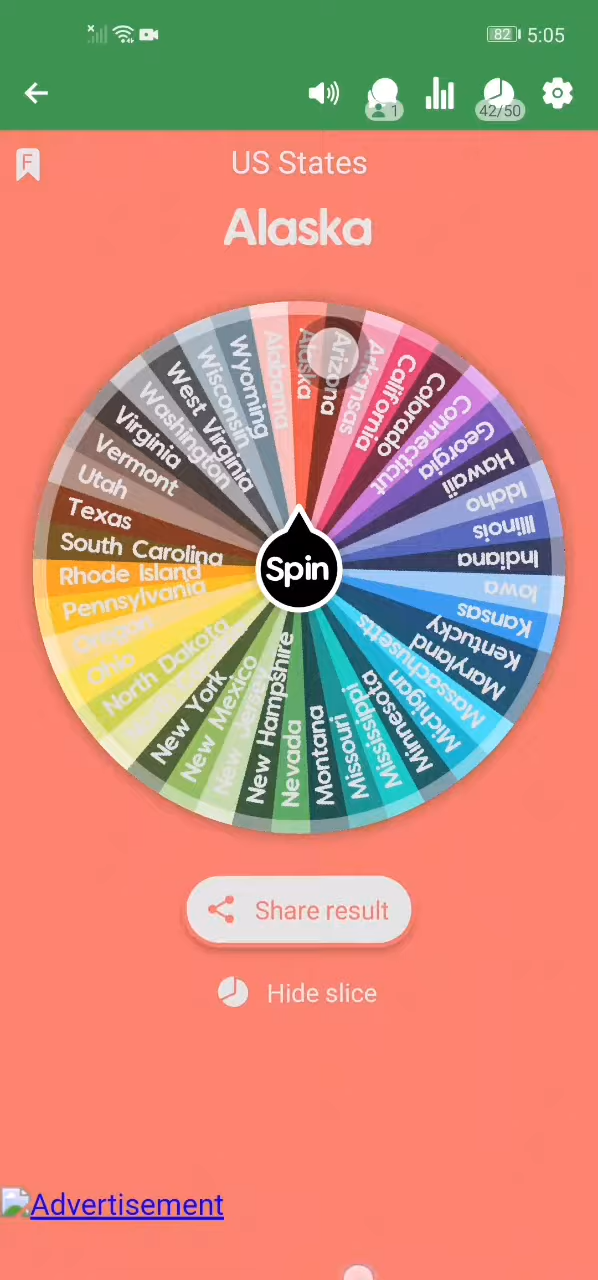 82 5:05
1
42/50
F
US States
Alaska
Alabama
Alaska
Arizona
Arkansas
California
Colorado
Connecticut
Georgia
Hawaii
Idaho
Illinois
Indiana
Iowa
Kansas
Kentucky
Maryland
Massachusetts
Michigan
Minnesota
Mississippi
Missouri
Montana
Nevada
New Hampshire
New Jersey
New Mexico
New York
North Dakota
Ohio
Oregon
Pennsylvania
Rhode Island
South Carolina
Texas
Utah
Vermont
Virginia
Washington
West Virginia
Wisconsin
Wyoming
Spin
Share result
Hide slice
Advertisement